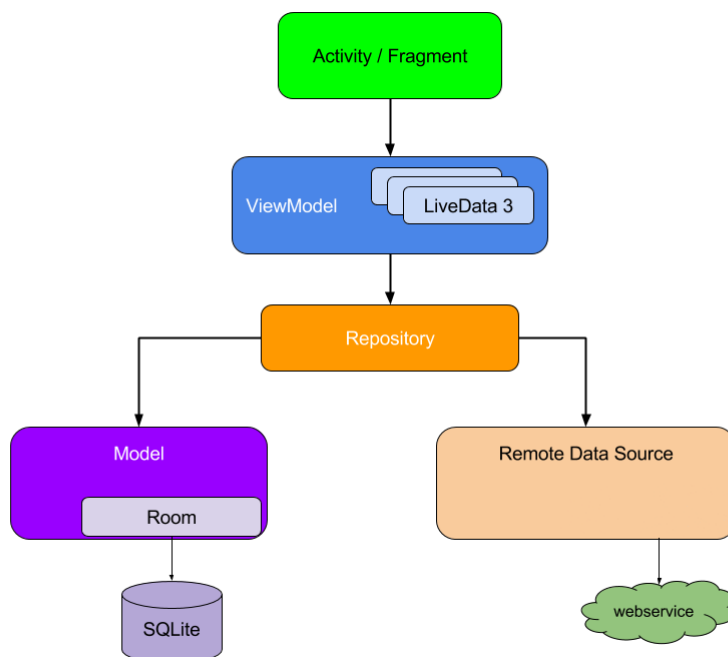 Activity / Fragment
ViewModel
LiveData 3
Repository
Model
Remote Data Source
Room
SQLite
webservice